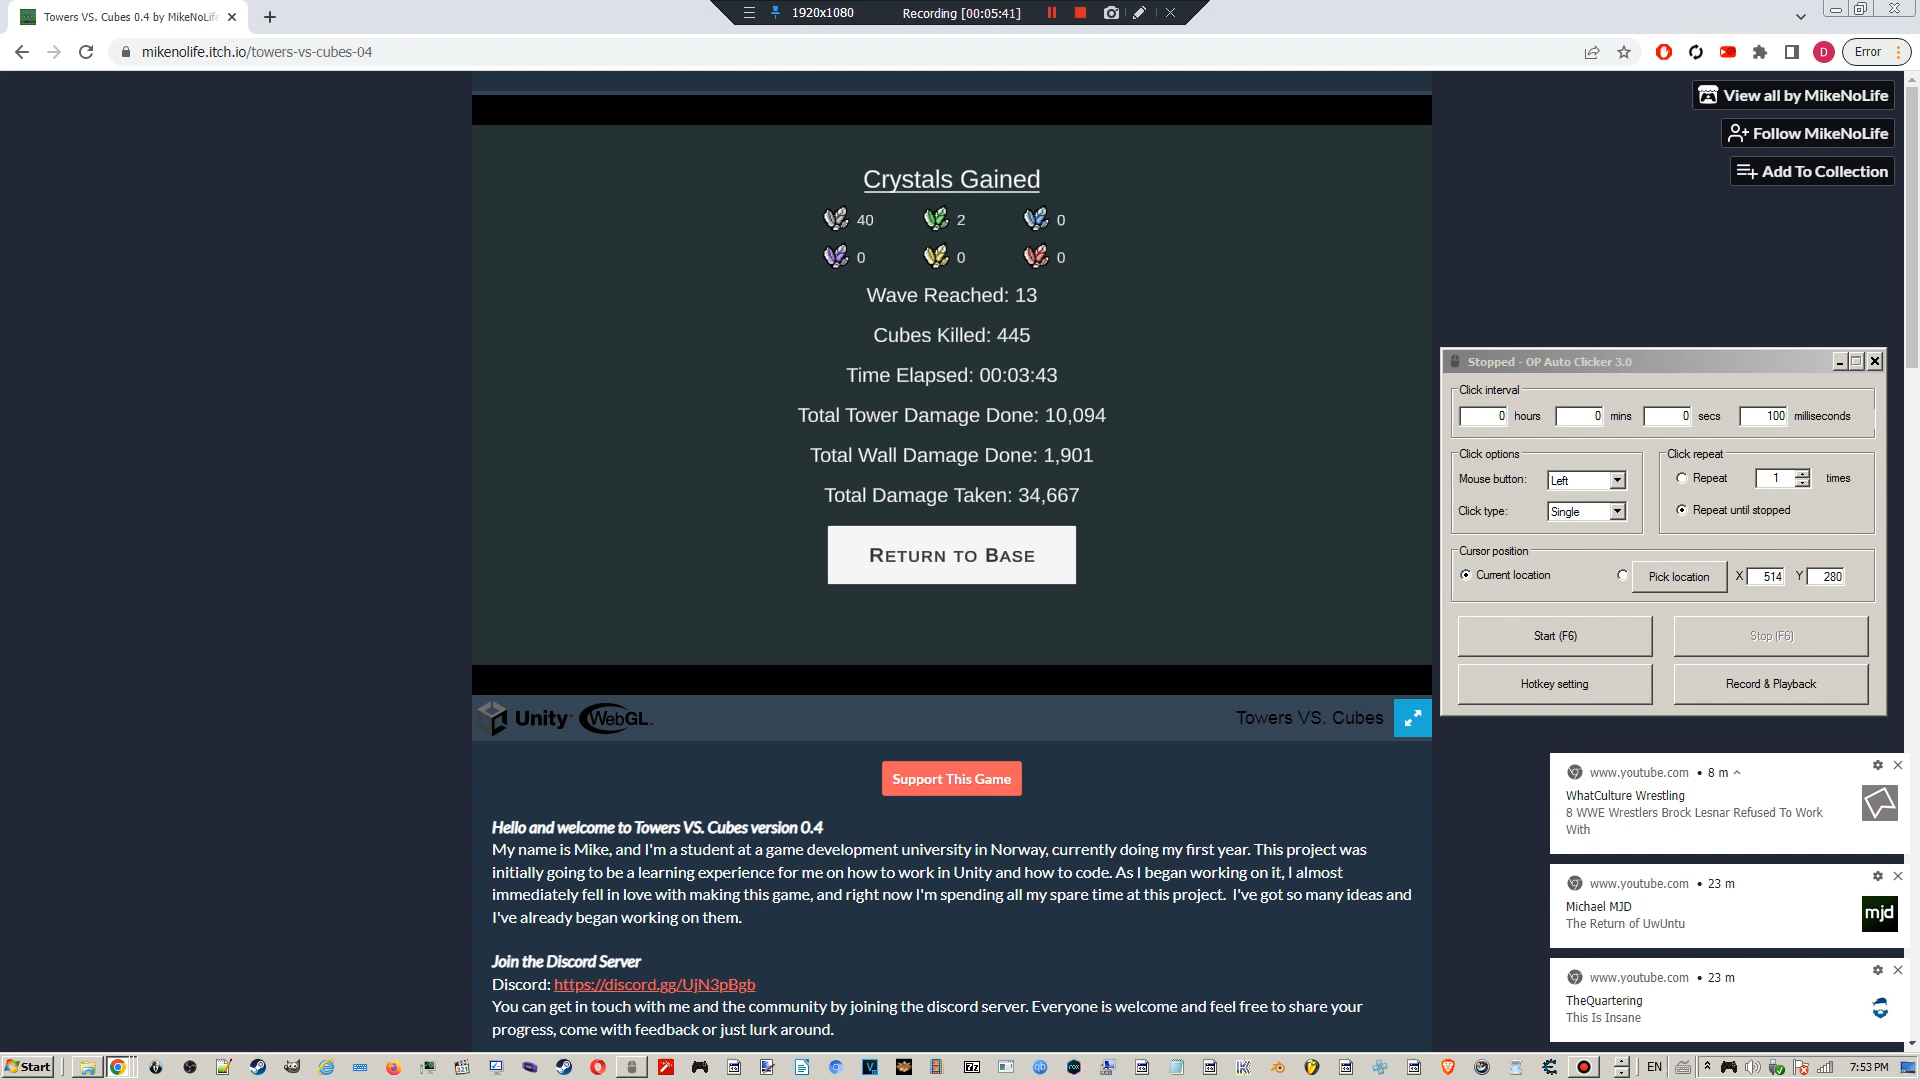 Towers VS. Cubes 0.4 by MikeNoLife
1920x1080
Recording [00:05:41]
mikenolife.itch.io/towers-vs-cubes-04
D
Error
View all by MikeNoLife
Follow MikeNoLife
Add To Collection
Crystals Gained
40 2 0
0 0 0
Wave Reached: 13
Cubes Killed: 445
Time Elapsed: 00:03:43
Total Tower Damage Done: 10,094
Total Wall Damage Done: 1,901
Total Damage Taken: 34,667
RETURN TO BASE
Stopped - OP Auto Clicker 3.0
Click interval
0 hours 0 mins 0 secs 100 milliseconds
Click options
Mouse button: Left
Click type: Single
Click repeat
Repeat 1 times
Repeat until stopped
Cursor position
Current location
Pick location X 514 Y 280
Start (F6)
Stop (F6)
Hotkey setting
Record & Playback
Unity WebGL
Towers VS. Cubes
Support This Game
Hello and welcome to Towers VS. Cubes version 0.4
My name is Mike, and I'm a student at a game development university in Norway, currently doing my first year. This project was
initially going to be a learning experience for me on how to work in Unity and how to code. As I began working on it, I almost
immediately fell in love with making this game, and right now I'm spending all my spare time at this project. I've got so many ideas and
I've already began working on them.
Join the Discord Server
Discord: https://discord.gg/UjN3pBgb
You can get in touch with me and the community by joining the discord server. Everyone is welcome and feel free to share your
progress, come with feedback or just lurk around.
www.youtube.com • 8 m
WhatCulture Wrestling
8 WWE Wrestlers Brock Lesnar Refused To Work
With
www.youtube.com • 23 m
Michael MJD
The Return of UwUntu
mjd
www.youtube.com • 23 m
TheQuartering
This Is Insane
Start
EN
7:53 PM